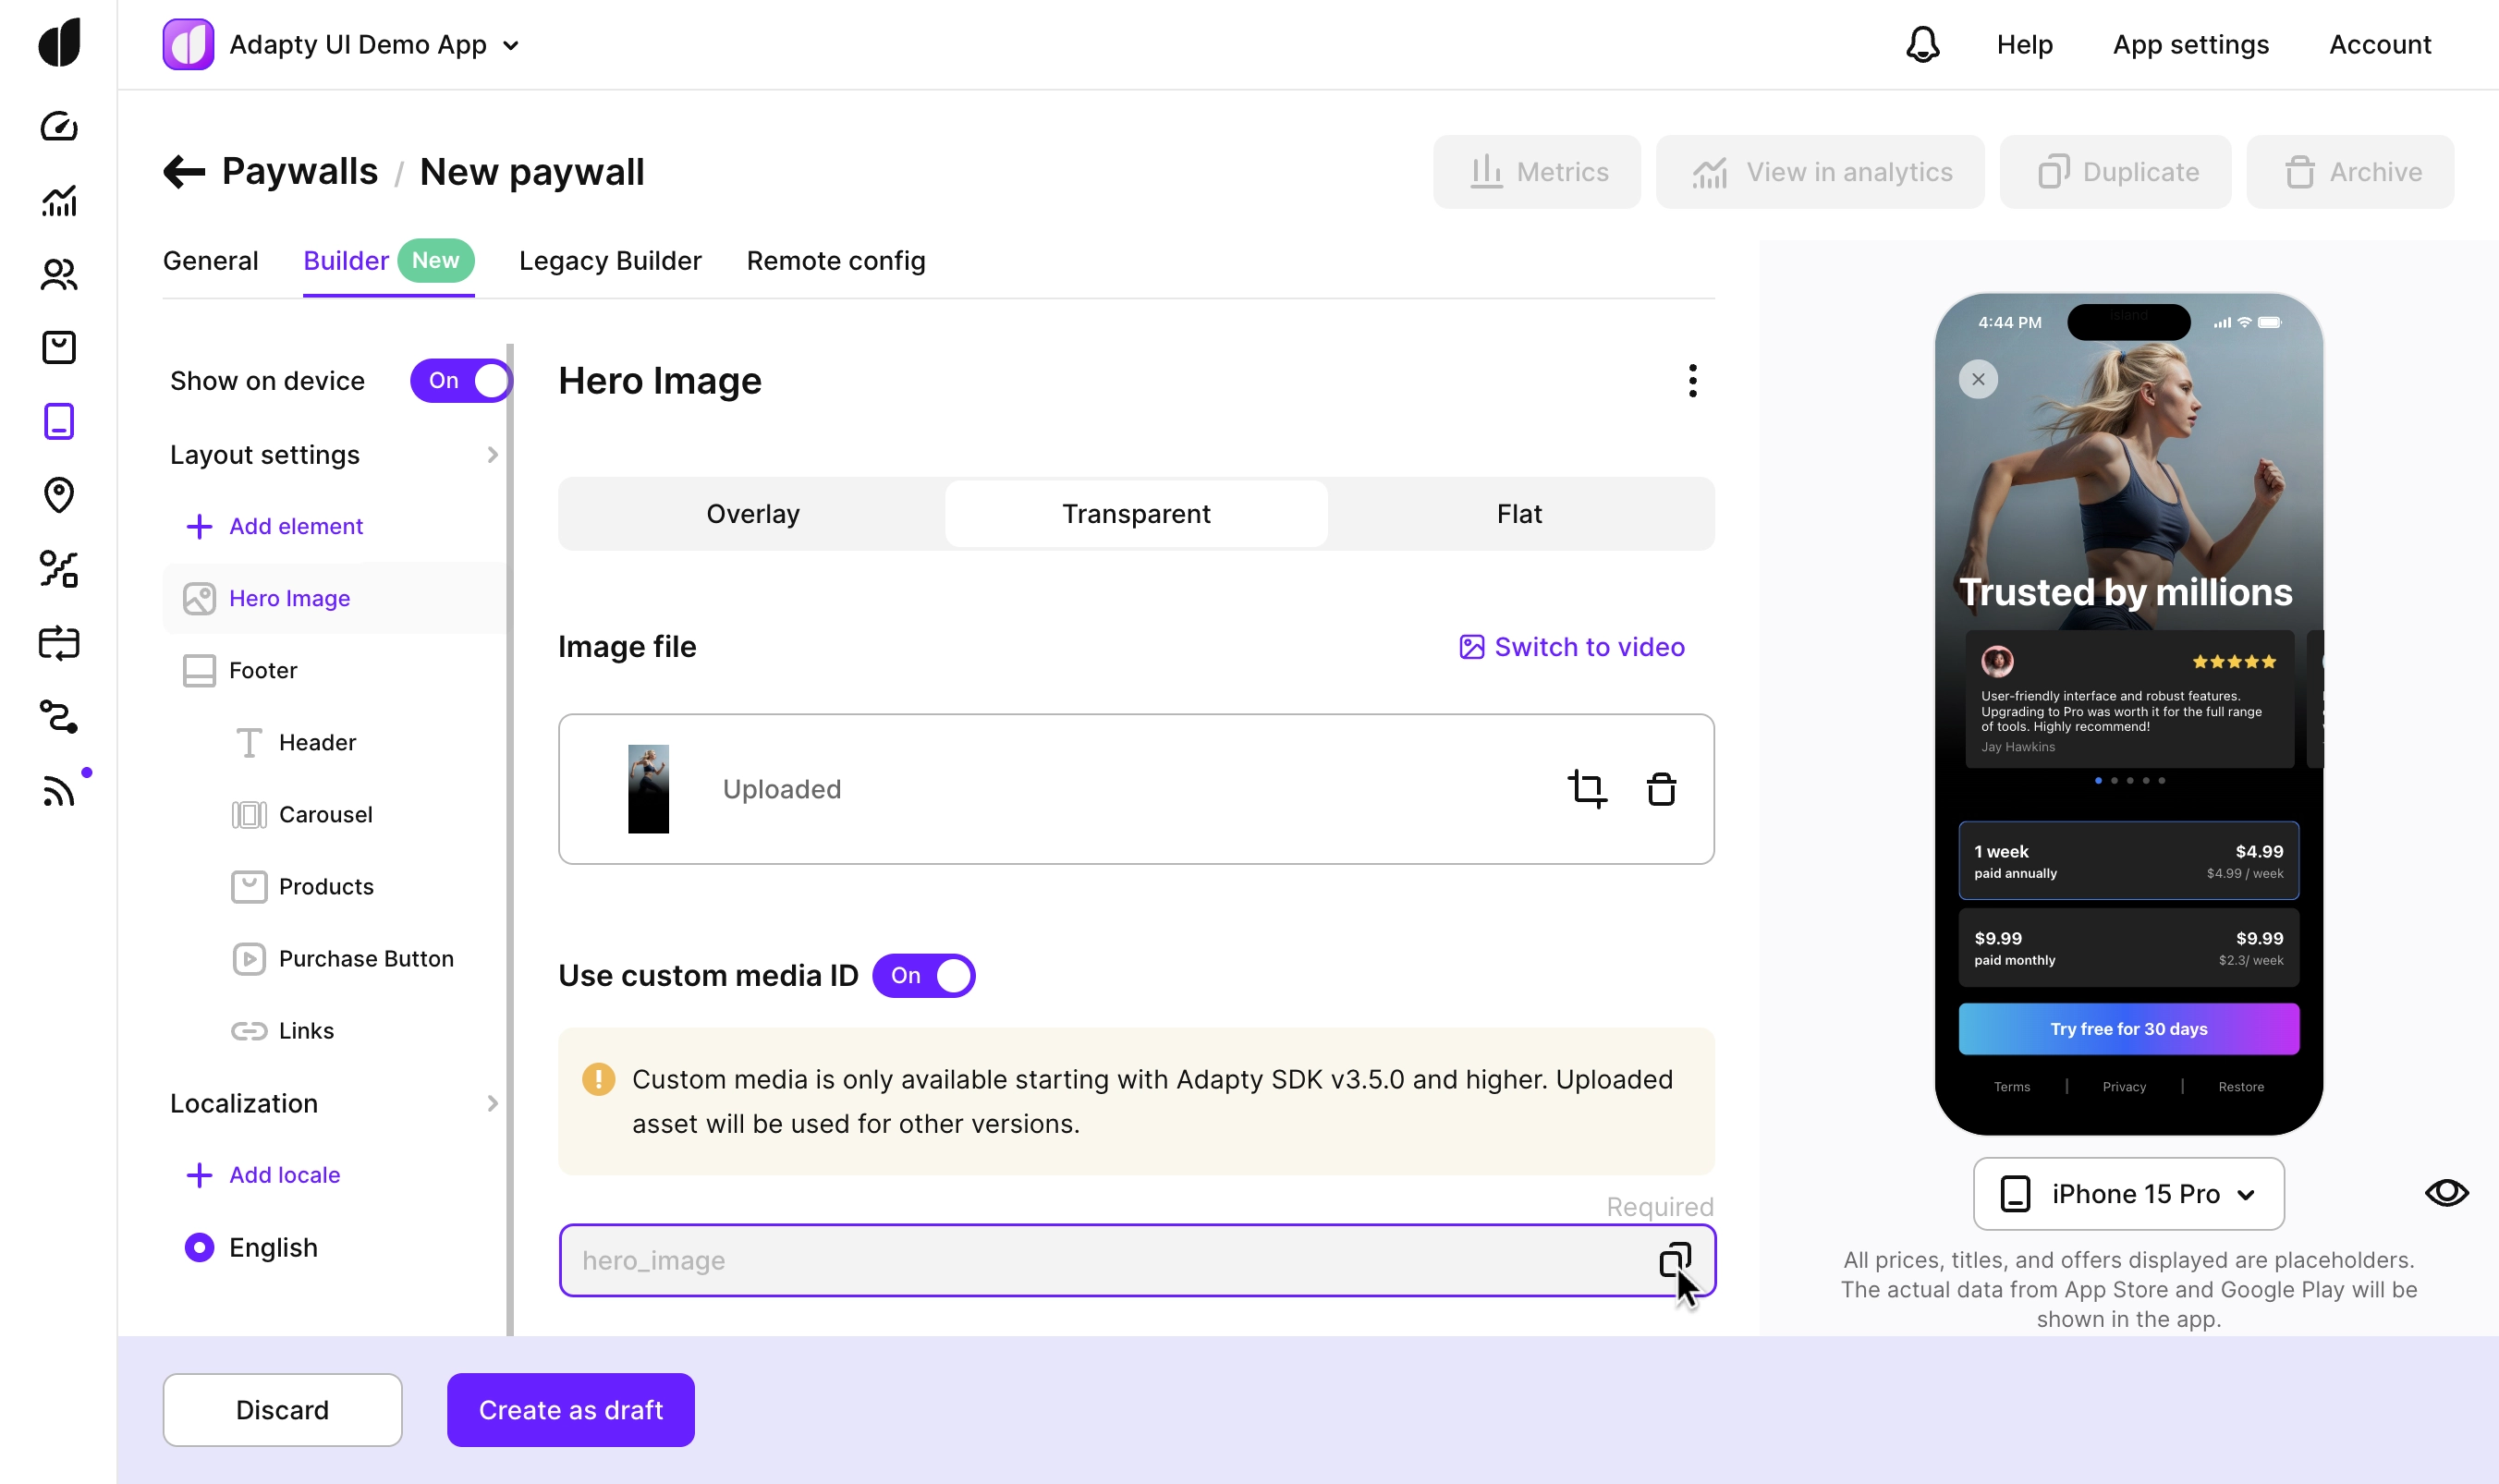 Adapty UI Demo App
Help
App settings
Account
Paywalls / New paywall
Metrics
View in analytics
Duplicate
Archive
General
Builder
New
Legacy Builder
Remote config
Show on device
On
Layout settings
Add element
Hero Image
Footer
Header
Carousel
Products
Purchase Button
Links
Localization
Add locale
English
Hero Image
Overlay
Transparent
Flat
Image file
Switch to video
Uploaded
Use custom media ID
On
Custom media is only available starting with Adapty SDK v3.5.0 and higher. Uploaded
asset will be used for other versions.
Required
hero_image
4:44 PM
island
Trusted by millions
User-friendly interface and robust features.
Upgrading to Pro was worth it for the full range
of tools. Highly recommend!
Jay Hawkins
1 week
$4.99
paid annually
$4.99 / week
$9.99
$9.99
paid monthly
$2.3/ week
Try free for 30 days
Terms
Privacy
Restore
iPhone 15 Pro
All prices, titles, and offers displayed are placeholders.
The actual data from App Store and Google Play will be
shown in the app.
Discard
Create as draft